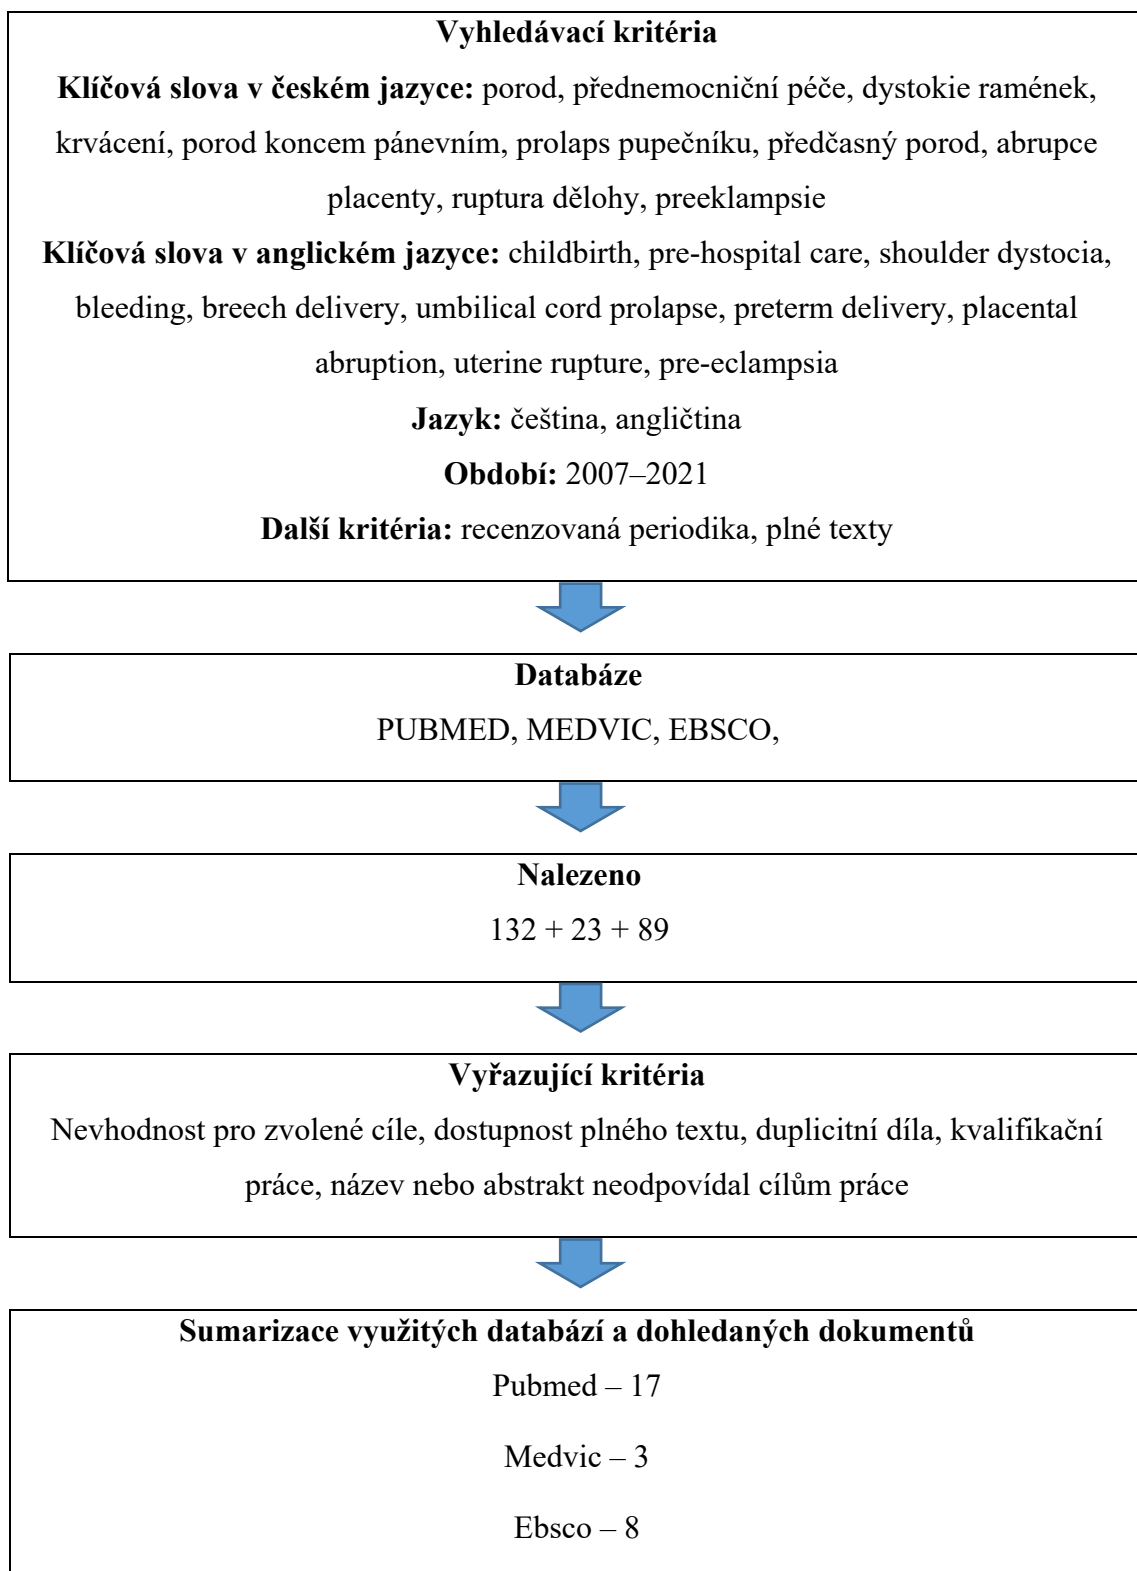 Vyhledávací kritéria
Klíčová slova v českém jazyce: porod, přednemocniční péče, dystokie ramének,
krvácení, porod koncem pánevním, prolaps pupečníku, předčasný porod, abrupce
placenty, ruptura dělohy, preeklampsie
Klíčová slova v anglickém jazyce: childbirth, pre-hospital care, shoulder dystocia,
bleeding, breech delivery, umbilical cord prolapse, preterm delivery, placental
abruption, uterine rupture, pre-eclampsia
Jazyk: čeština, angličtina
Období: 2007–2021
Další kritéria: recenzovaná periodika, plné texty
Databáze
PUBMED, MEDVIC, EBSCO,
Nalezeno
132 + 23 + 89
Vyřazující kritéria
Nevhodnost pro zvolené cíle, dostupnost plného textu, duplicitní díla, kvalifikační
práce, název nebo abstrakt neodpovídal cílům práce
Sumarizace využitých databází a dohledaných dokumentů
Pubmed – 17
Medvic – 3
Ebsco – 8